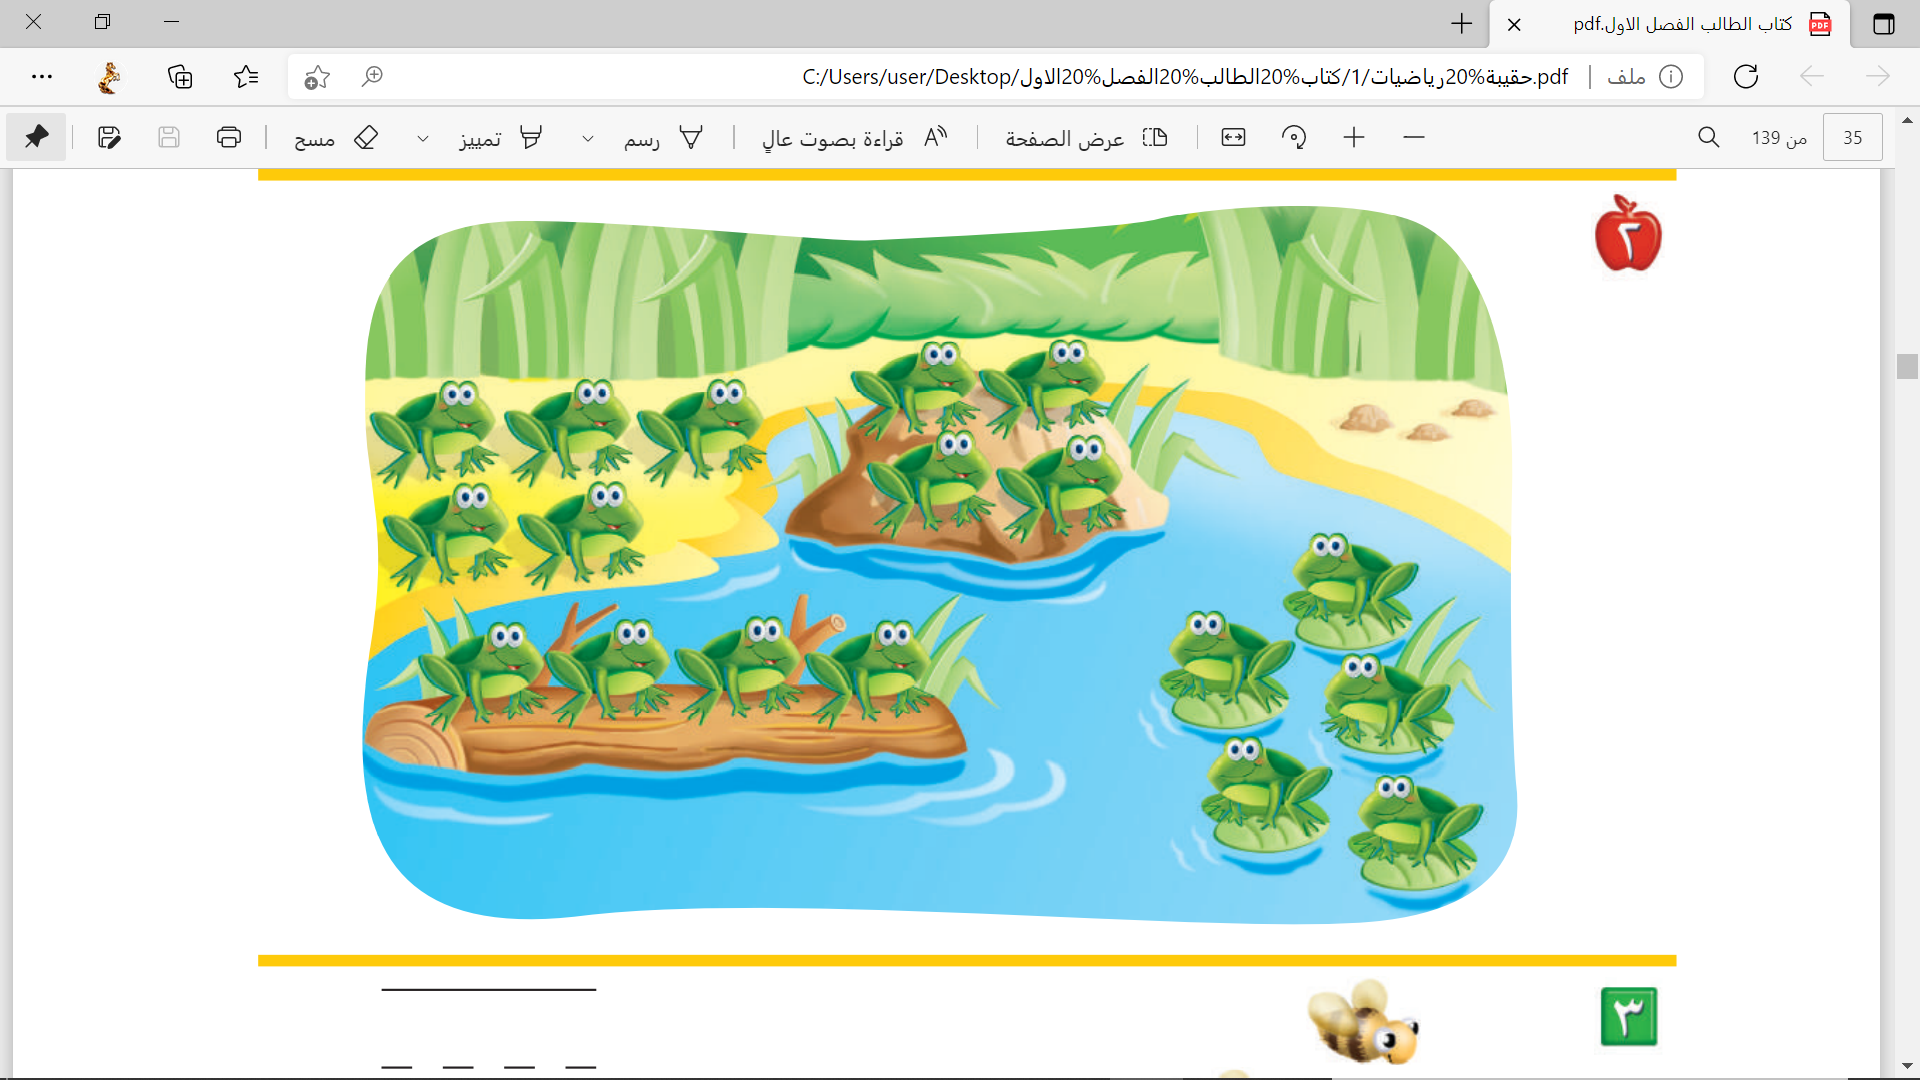 كتاب الطالب الفصل الاول.pdf
ملف
C:/Users/user/Desktop/حقيبة%20رياضيات/1/كتاب%20الطالب%20الفصل%20الاول.pdf
35
من 139
عرض الصفحة
قراءة بصوت عالٍ
رسم
تمييز
مسح
٢
٣